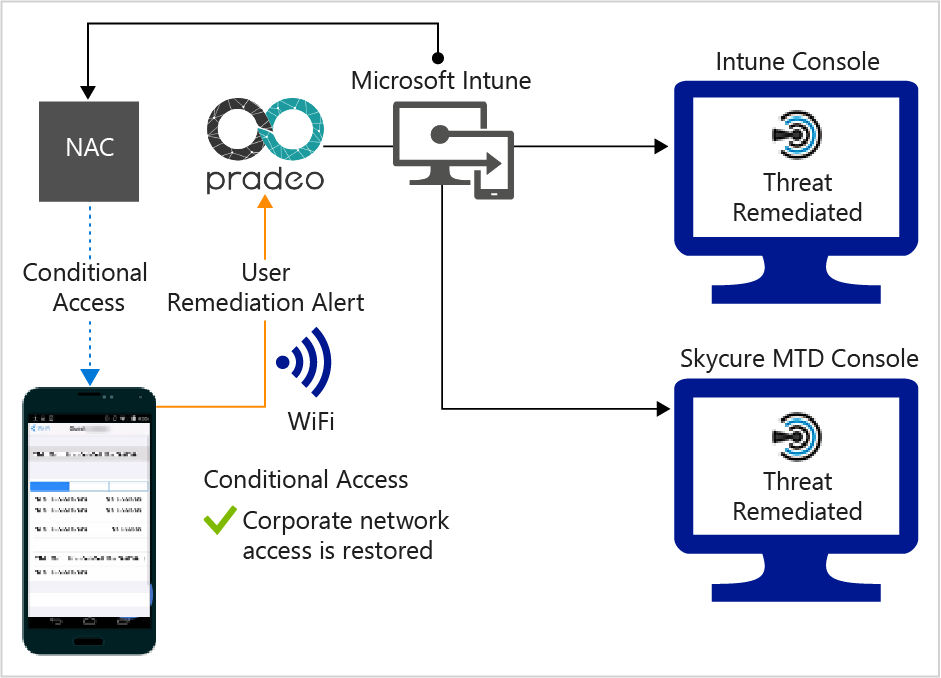 Microsoft Intune
Intune Console
NAC
pradeo
Threat
Remediated
Conditional
Access
User
Remediation Alert
WiFi
Skycure MTD Console
Threat
Remediated
Conditional Access
Corporate network
access is restored